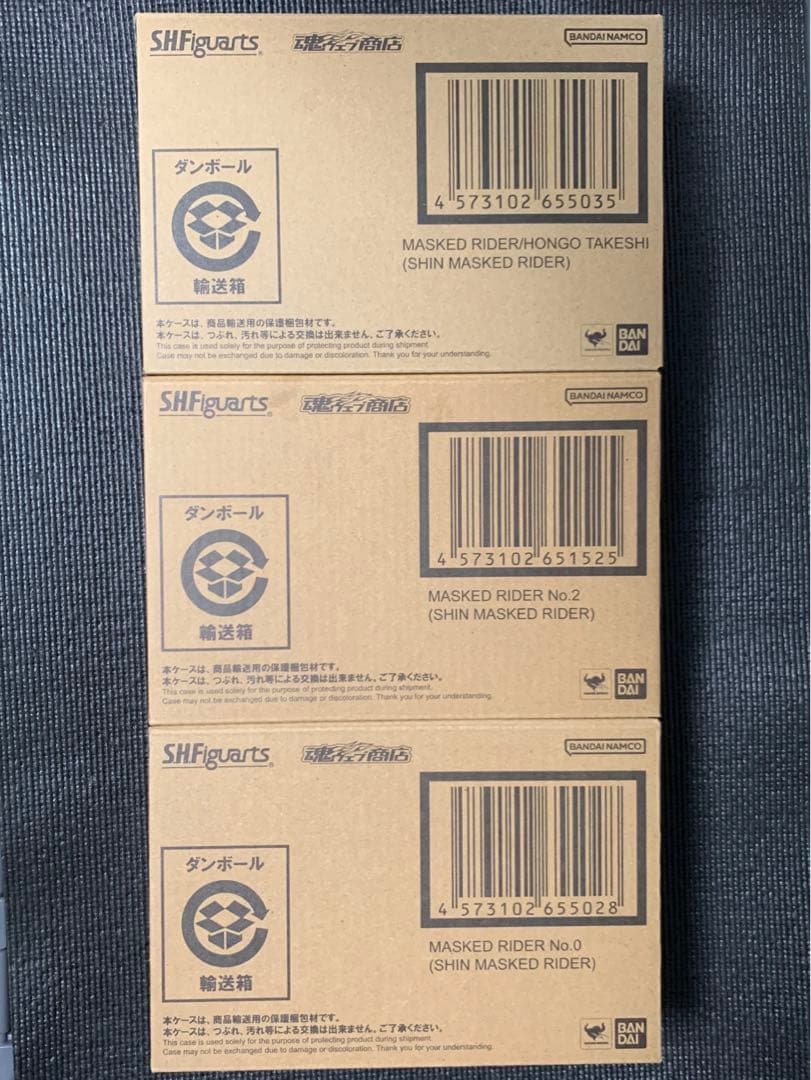 S.H.Figuarts®
魂ウェブ商店
BANDAI NAMCO
ダンボール
輸送箱
4 573102 655035
MASKED RIDER/HONGO TAKESHI
(SHIN MASKED RIDER)
本ケースは、商品輸送用の保護梱包材です。
本ケースは、つぶれ、汚れ等による交換は出来ません。ご了承ください。
This case is used solely for the purpose of protecting product during shipment.
Case may not be exchanged due to damage or discoloration. Thank you for your understanding.
BAN
DAI
S.H.Figuarts®
魂ウェブ商店
BANDAI NAMCO
ダンボール
輸送箱
4 573102 651525
MASKED RIDER No.2
(SHIN MASKED RIDER)
本ケースは、商品輸送用の保護梱包材です。
本ケースは、つぶれ、汚れ等による交換は出来ません。ご了承ください。
This case is used solely for the purpose of protecting product during shipment.
Case may not be exchanged due to damage or discoloration. Thank you for your understanding.
BAN
DAI
S.H.Figuarts®
魂ウェブ商店
BANDAI NAMCO
ダンボール
輸送箱
4 573102 655028
MASKED RIDER No.0
(SHIN MASKED RIDER)
本ケースは、商品輸送用の保護梱包材です。
本ケースは、つぶれ、汚れ等による交換は出来ません。ご了承ください。
This case is used solely for the purpose of protecting product during shipment.
Case may not be exchanged due to damage or discoloration. Thank you for your understanding.
BAN
DAI